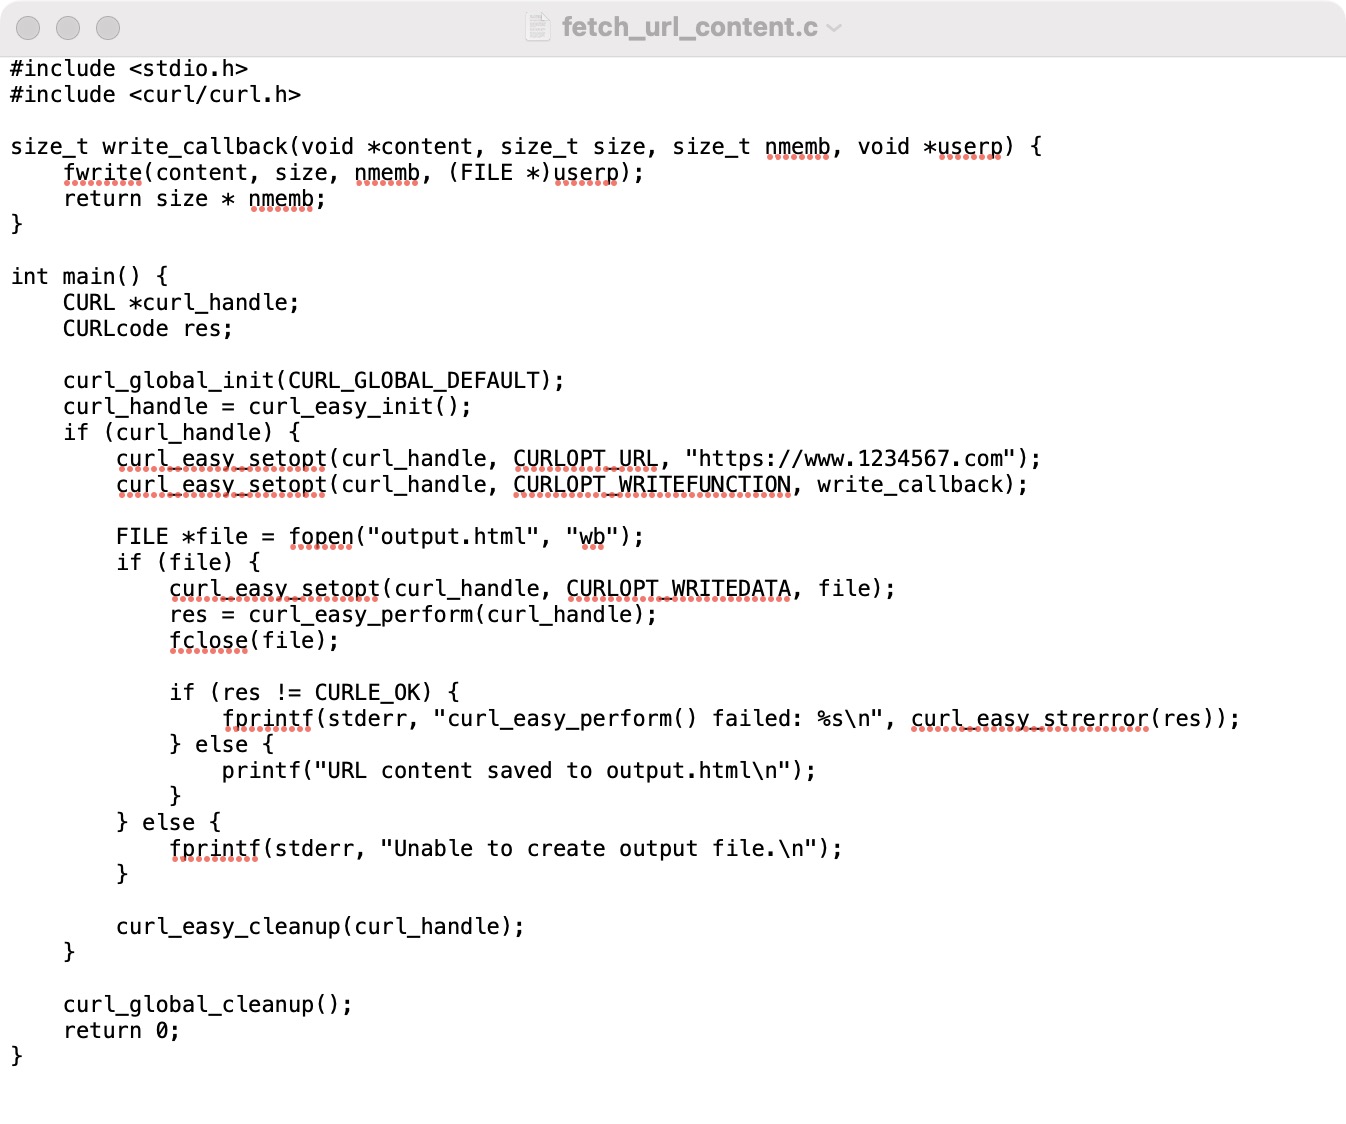 fetch_url_content.c
#include <stdio.h>
#include <curl/curl.h>

size_t write_callback(void *content, size_t size, size_t nmemb, void *userp) {
    fwrite(content, size, nmemb, (FILE *)userp);
    return size * nmemb;
}

int main() {
    CURL *curl_handle;
    CURLcode res;

    curl_global_init(CURL_GLOBAL_DEFAULT);
    curl_handle = curl_easy_init();
    if (curl_handle) {
        curl_easy_setopt(curl_handle, CURLOPT_URL, "https://www.1234567.com");
        curl_easy_setopt(curl_handle, CURLOPT_WRITEFUNCTION, write_callback);

        FILE *file = fopen("output.html", "wb");
        if (file) {
            curl_easy_setopt(curl_handle, CURLOPT_WRITEDATA, file);
            res = curl_easy_perform(curl_handle);
            fclose(file);

            if (res != CURLE_OK) {
                fprintf(stderr, "curl_easy_perform() failed: %s\n", curl_easy_strerror(res));
            } else {
                printf("URL content saved to output.html\n");
            }
        } else {
            fprintf(stderr, "Unable to create output file.\n");
        }

        curl_easy_cleanup(curl_handle);
    }

    curl_global_cleanup();
    return 0;
}